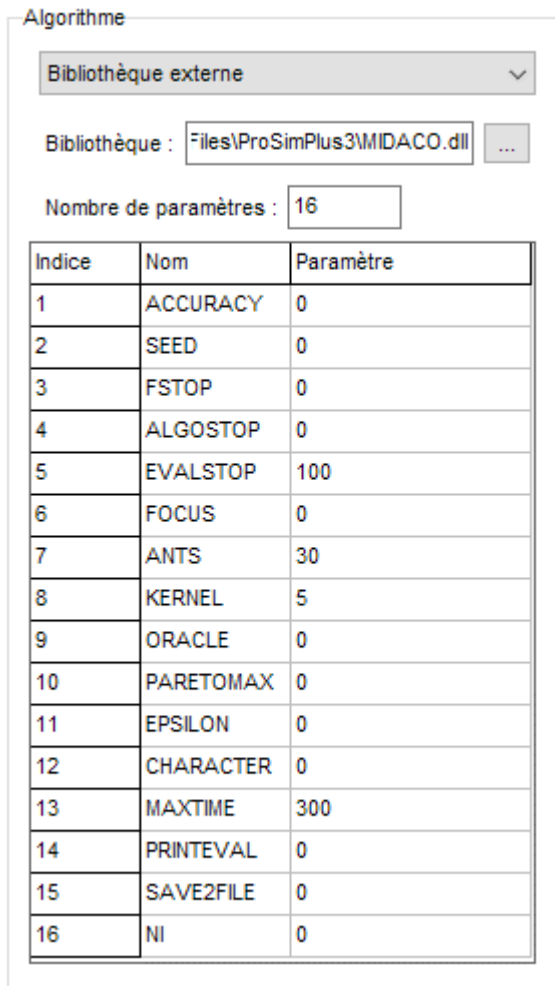 Algorithme
Bibliothèque externe
Bibliothèque : Files\ProSimPlus3\MIDACO.dll ...
Nombre de paramètres : 16
Indice Nom Paramètre
1 ACCURACY 0
2 SEED 0
3 FSTOP 0
4 ALGOSTOP 0
5 EVALSTOP 100
6 FOCUS 0
7 ANTS 30
8 KERNEL 5
9 ORACLE 0
10 PARETOMAX 0
11 EPSILON 0
12 CHARACTER 0
13 MAXTIME 300
14 PRINTEVAL 0
15 SAVE2FILE 0
16 NI 0